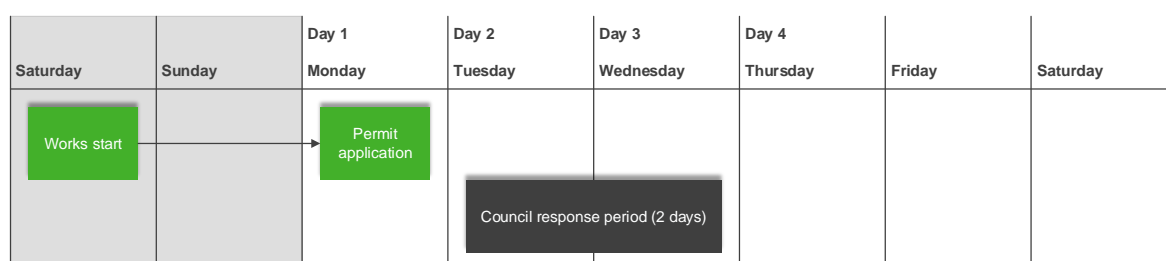 Day 1 Day 2 Day 3 Day 4
Saturday Sunday Monday Tuesday Wednesday Thursday Friday Saturday
Works start
Permit
application
Council response period (2 days)